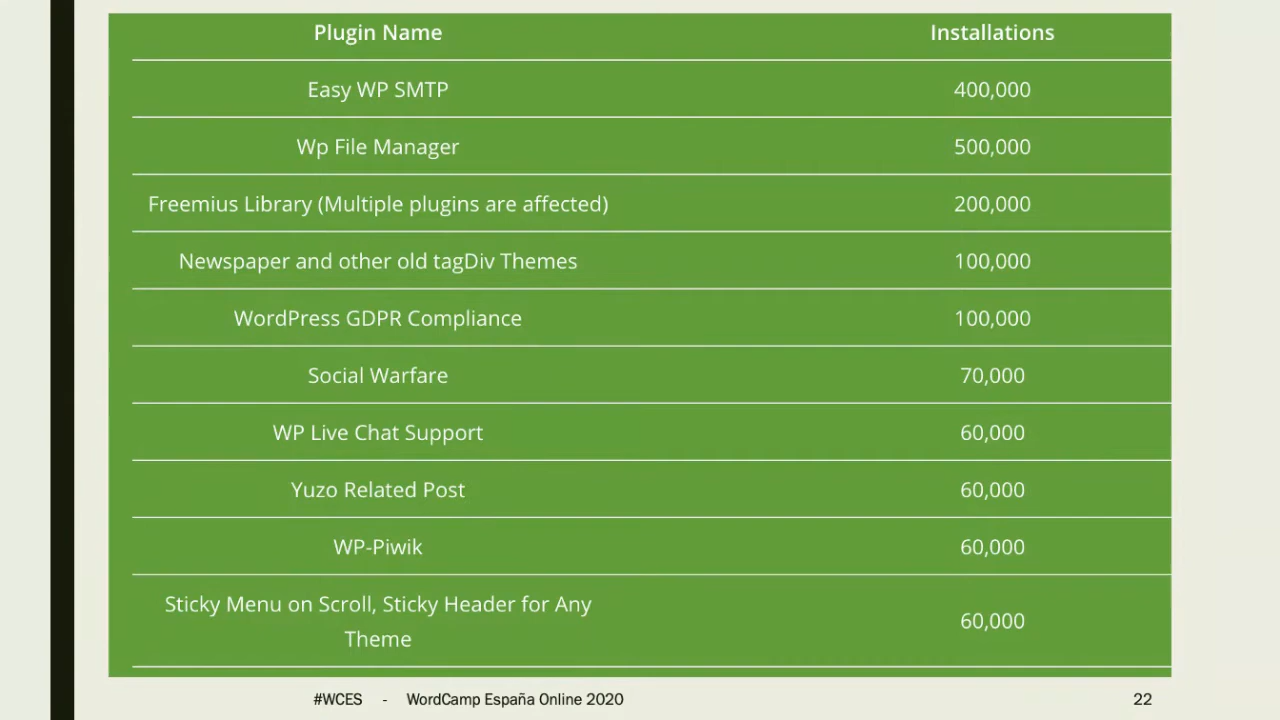 Plugin Name Installations
Easy WP SMTP 400,000
Wp File Manager 500,000
Freemius Library (Multiple plugins are affected) 200,000
Newspaper and other old tagDiv Themes 100,000
WordPress GDPR Compliance 100,000
Social Warfare 70,000
WP Live Chat Support 60,000
Yuzo Related Post 60,000
WP-Piwik 60,000
Sticky Menu on Scroll, Sticky Header for Any
Theme 60,000
#WCES - WordCamp España Online 2020 22